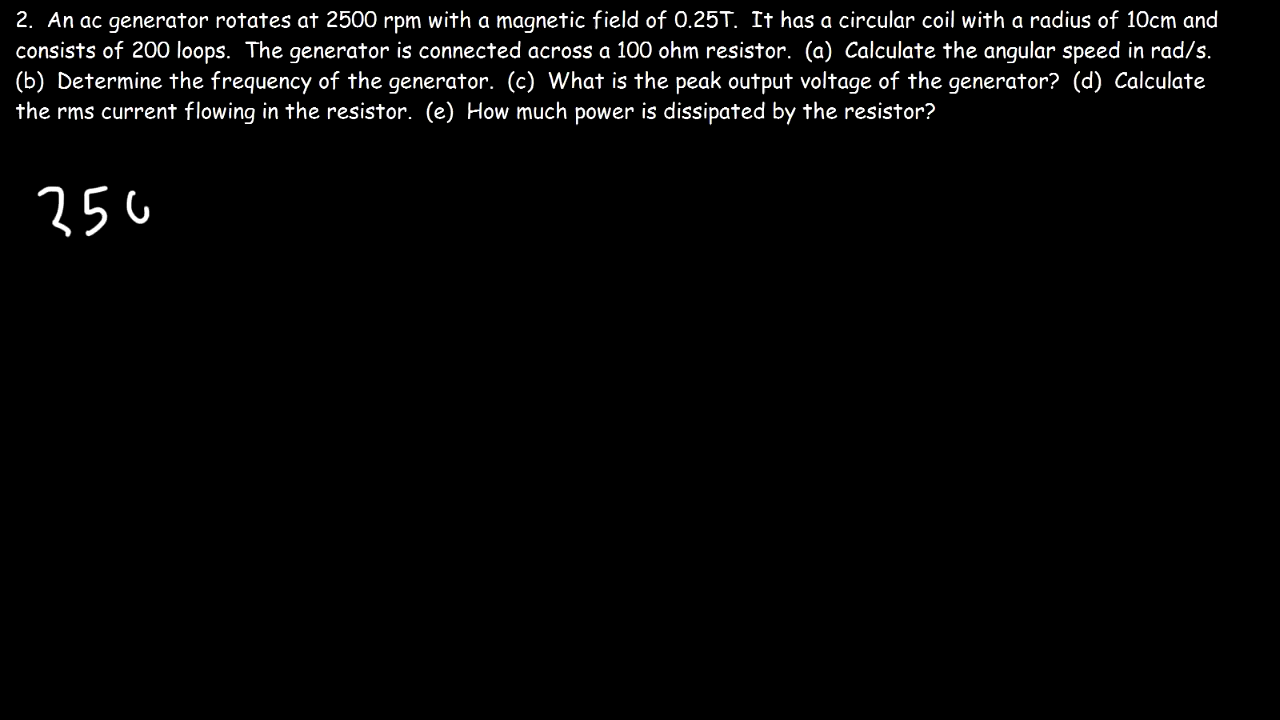 2. An ac generator rotates at 2500 rpm with a magnetic field of 0.25T. It has a circular coil with a radius of 10cm and
consists of 200 loops. The generator is connected across a 100 ohm resistor. (a) Calculate the angular speed in rad/s.
(b) Determine the frequency of the generator. (c) What is the peak output voltage of the generator? (d) Calculate
the rms current flowing in the resistor. (e) How much power is dissipated by the resistor?
250